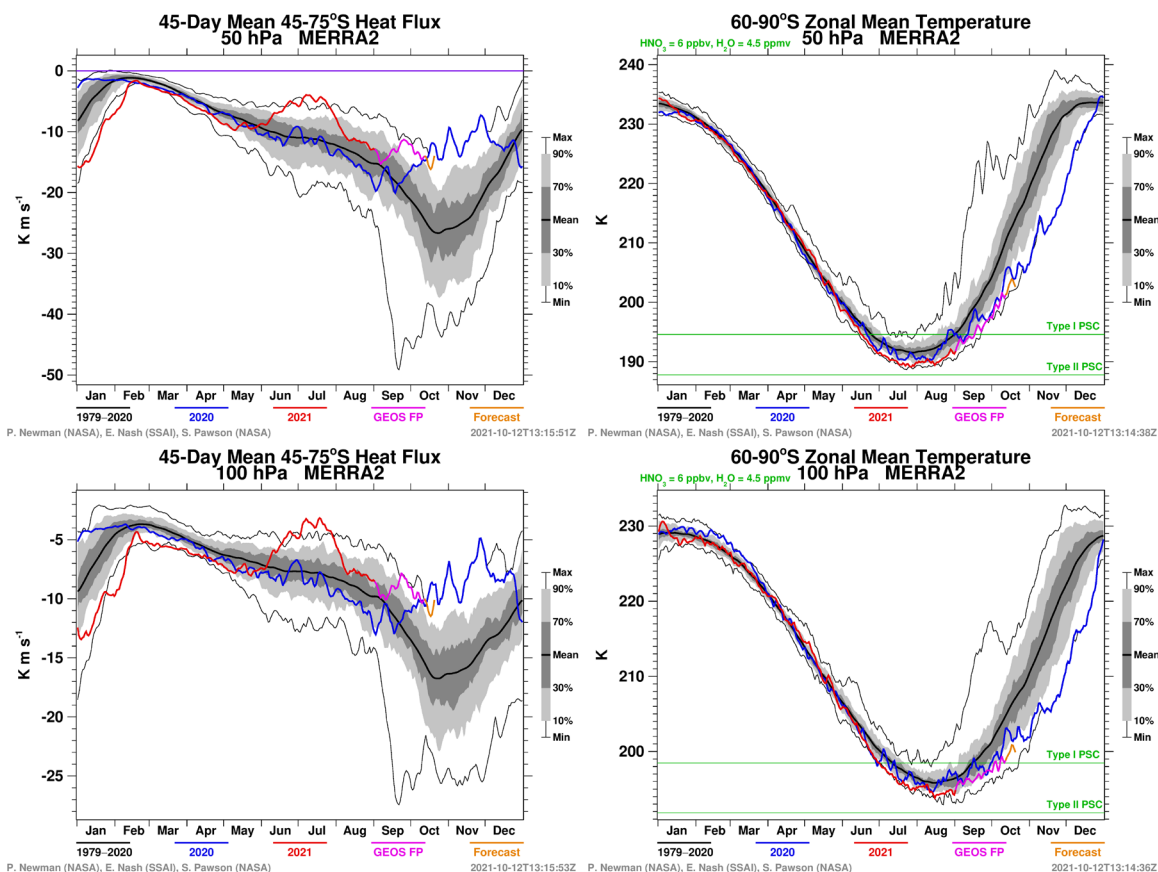 45-Day Mean 45-75°S Heat Flux
50 hPa   MERRA2
K m s⁻¹
0
-10
-20
-30
-40
-50
Jan Feb Mar Apr May Jun Jul Aug Sep Oct Nov Dec
1979–2020 2020 2021 GEOS FP Forecast
Max
90%
70%
Mean
30%
10%
Min
P. Newman (NASA), E. Nash (SSAI), S. Pawson (NASA) 2021-10-12T13:15:51Z
60-90°S Zonal Mean Temperature
50 hPa   MERRA2
HNO₃ = 6 ppbv, H₂O = 4.5 ppmv
K
240
230
220
210
200
190
Type I PSC
Type II PSC
Jan Feb Mar Apr May Jun Jul Aug Sep Oct Nov Dec
1979–2020 2020 2021 GEOS FP Forecast
Max
90%
70%
Mean
30%
10%
Min
P. Newman (NASA), E. Nash (SSAI), S. Pawson (NASA) 2021-10-12T13:14:38Z
45-Day Mean 45-75°S Heat Flux
100 hPa   MERRA2
K m s⁻¹
-5
-10
-15
-20
-25
Jan Feb Mar Apr May Jun Jul Aug Sep Oct Nov Dec
1979–2020 2020 2021 GEOS FP Forecast
Max
90%
70%
Mean
30%
10%
Min
P. Newman (NASA), E. Nash (SSAI), S. Pawson (NASA) 2021-10-12T13:15:53Z
60-90°S Zonal Mean Temperature
100 hPa   MERRA2
HNO₃ = 6 ppbv, H₂O = 4.5 ppmv
K
230
220
210
200
Type I PSC
Type II PSC
Jan Feb Mar Apr May Jun Jul Aug Sep Oct Nov Dec
1979–2020 2020 2021 GEOS FP Forecast
Max
90%
70%
Mean
30%
10%
Min
P. Newman (NASA), E. Nash (SSAI), S. Pawson (NASA) 2021-10-12T13:14:36Z